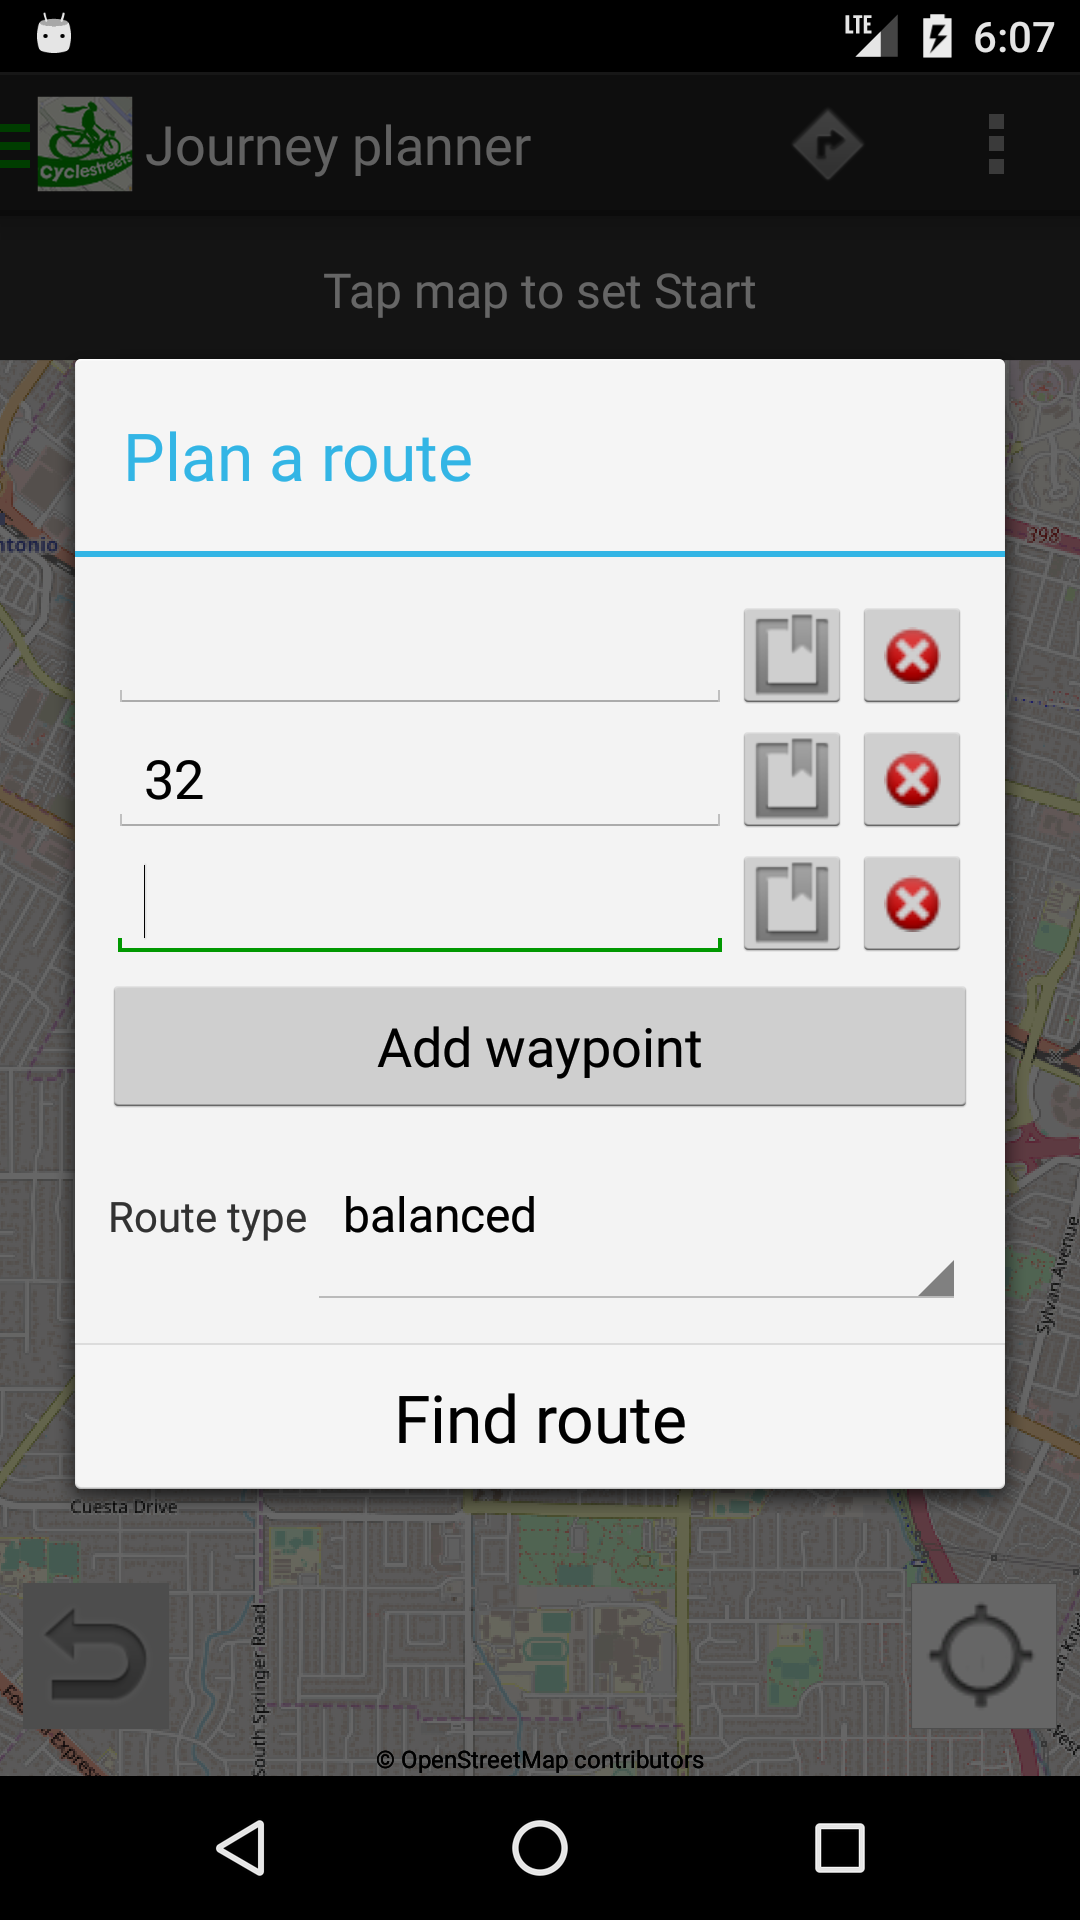 LTE 6:07
Cyclestreets
Journey planner
Tap map to set Start
Plan a route
398
32
Add waypoint
Route type
balanced
Sylvan Avenue
Find route
Cuesta Drive
South Springer Road
© OpenStreetMap contributors